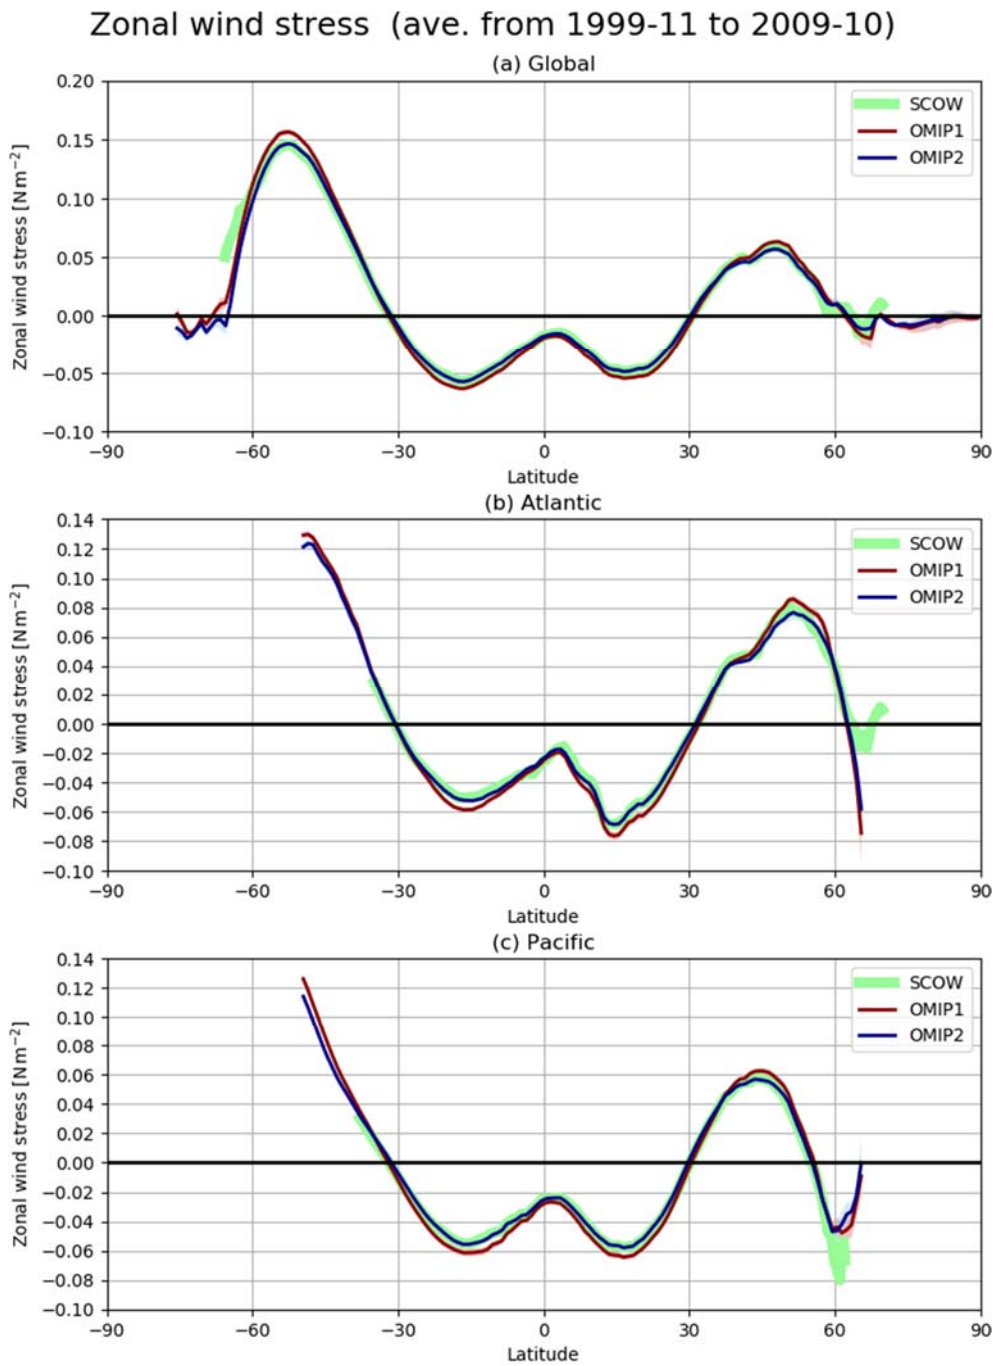 Zonal wind stress (ave. from 1999-11 to 2009-10)
(a) Global
Zonal wind stress [Nm−2]
0.20
0.15
0.10
0.05
0.00
−0.05
−0.10
SCOW
OMIP1
OMIP2
−90 −60 −30 0 30 60 90
Latitude
(b) Atlantic
Zonal wind stress [Nm−2]
0.14
0.12
0.10
0.08
0.06
0.04
0.02
0.00
−0.02
−0.04
−0.06
−0.08
−0.10
SCOW
OMIP1
OMIP2
−90 −60 −30 0 30 60 90
Latitude
(c) Pacific
Zonal wind stress [Nm−2]
0.14
0.12
0.10
0.08
0.06
0.04
0.02
0.00
−0.02
−0.04
−0.06
−0.08
−0.10
SCOW
OMIP1
OMIP2
−90 −60 −30 0 30 60 90
Latitude